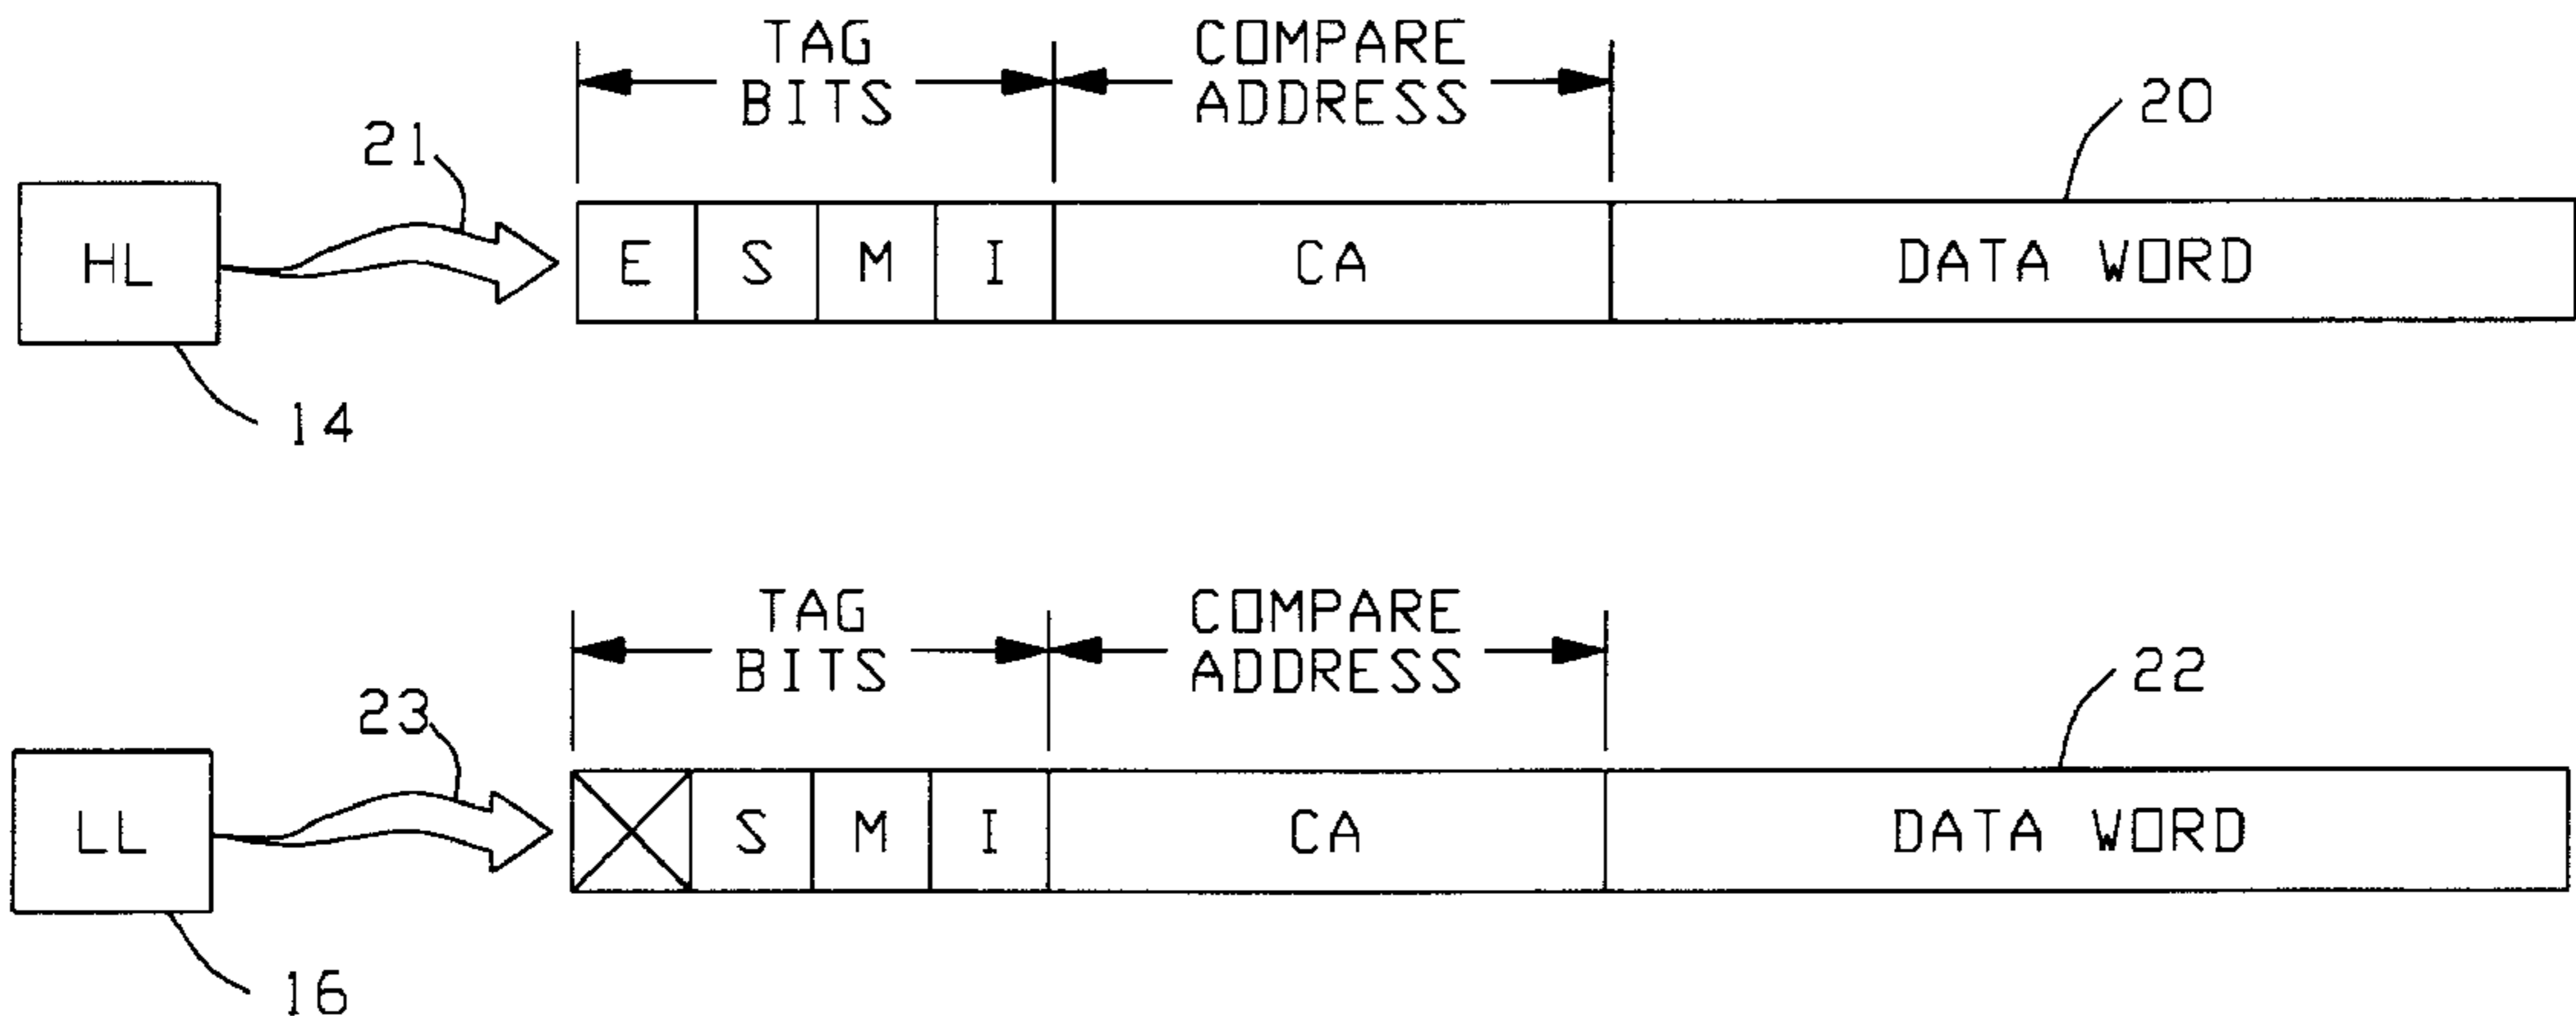 TAG
BITS
COMPARE
ADDRESS
20
21
HL
E S M I CA DATA WORD
14
TAG
BITS
COMPARE
ADDRESS
22
23
LL
S M I CA DATA WORD
16